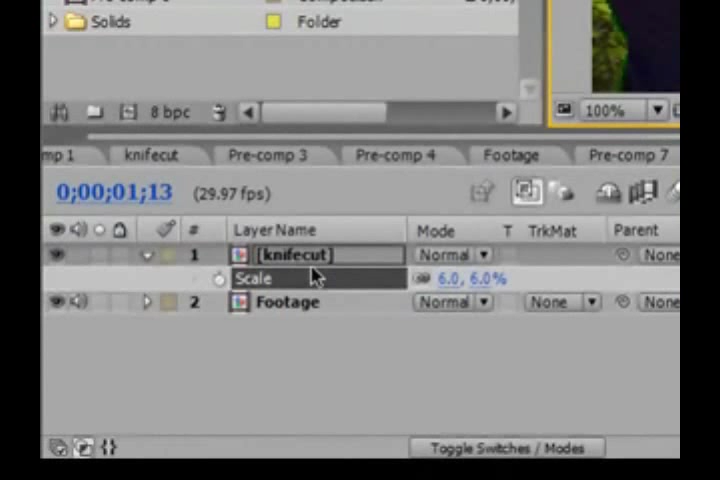 Solids Folder
8 bpc 100%
mp 1 knifecut Pre-comp 3 Pre-comp 4 Footage Pre-comp 7
0;00;01;13 (29.97 fps)
# Layer Name Mode T TrkMat Parent
1 [knifecut] Normal None
Scale 6.0, 6.0%
2 Footage Normal None None
Toggle Switches / Modes